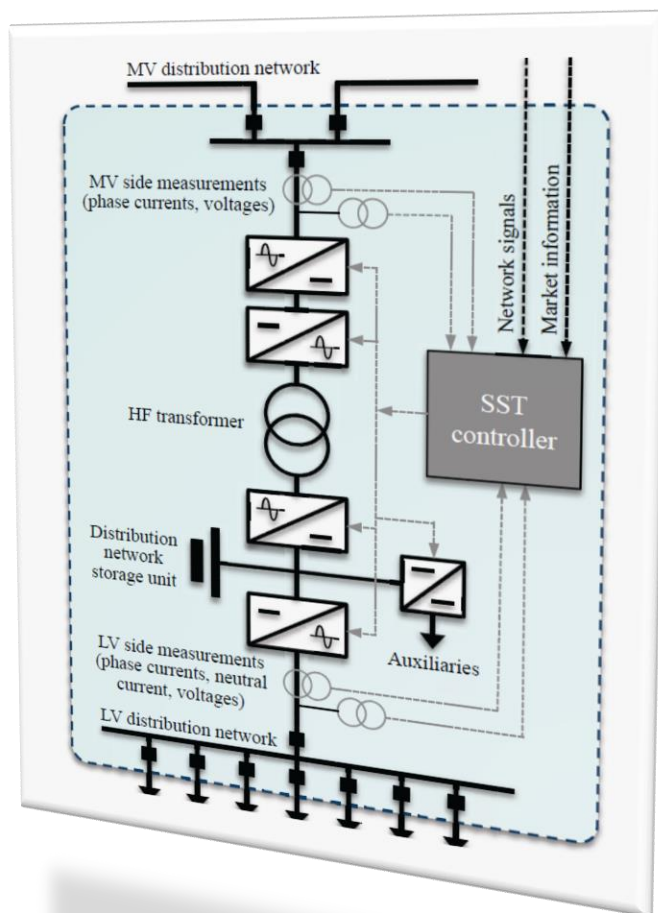 MV distribution network
MV side measurements
(phase currents, voltages)
Network signals
Market information
SST
controller
HF transformer
Distribution
network
storage unit
Auxiliaries
LV side measurements
(phase currents, neutral
current, voltages)
LV distribution network